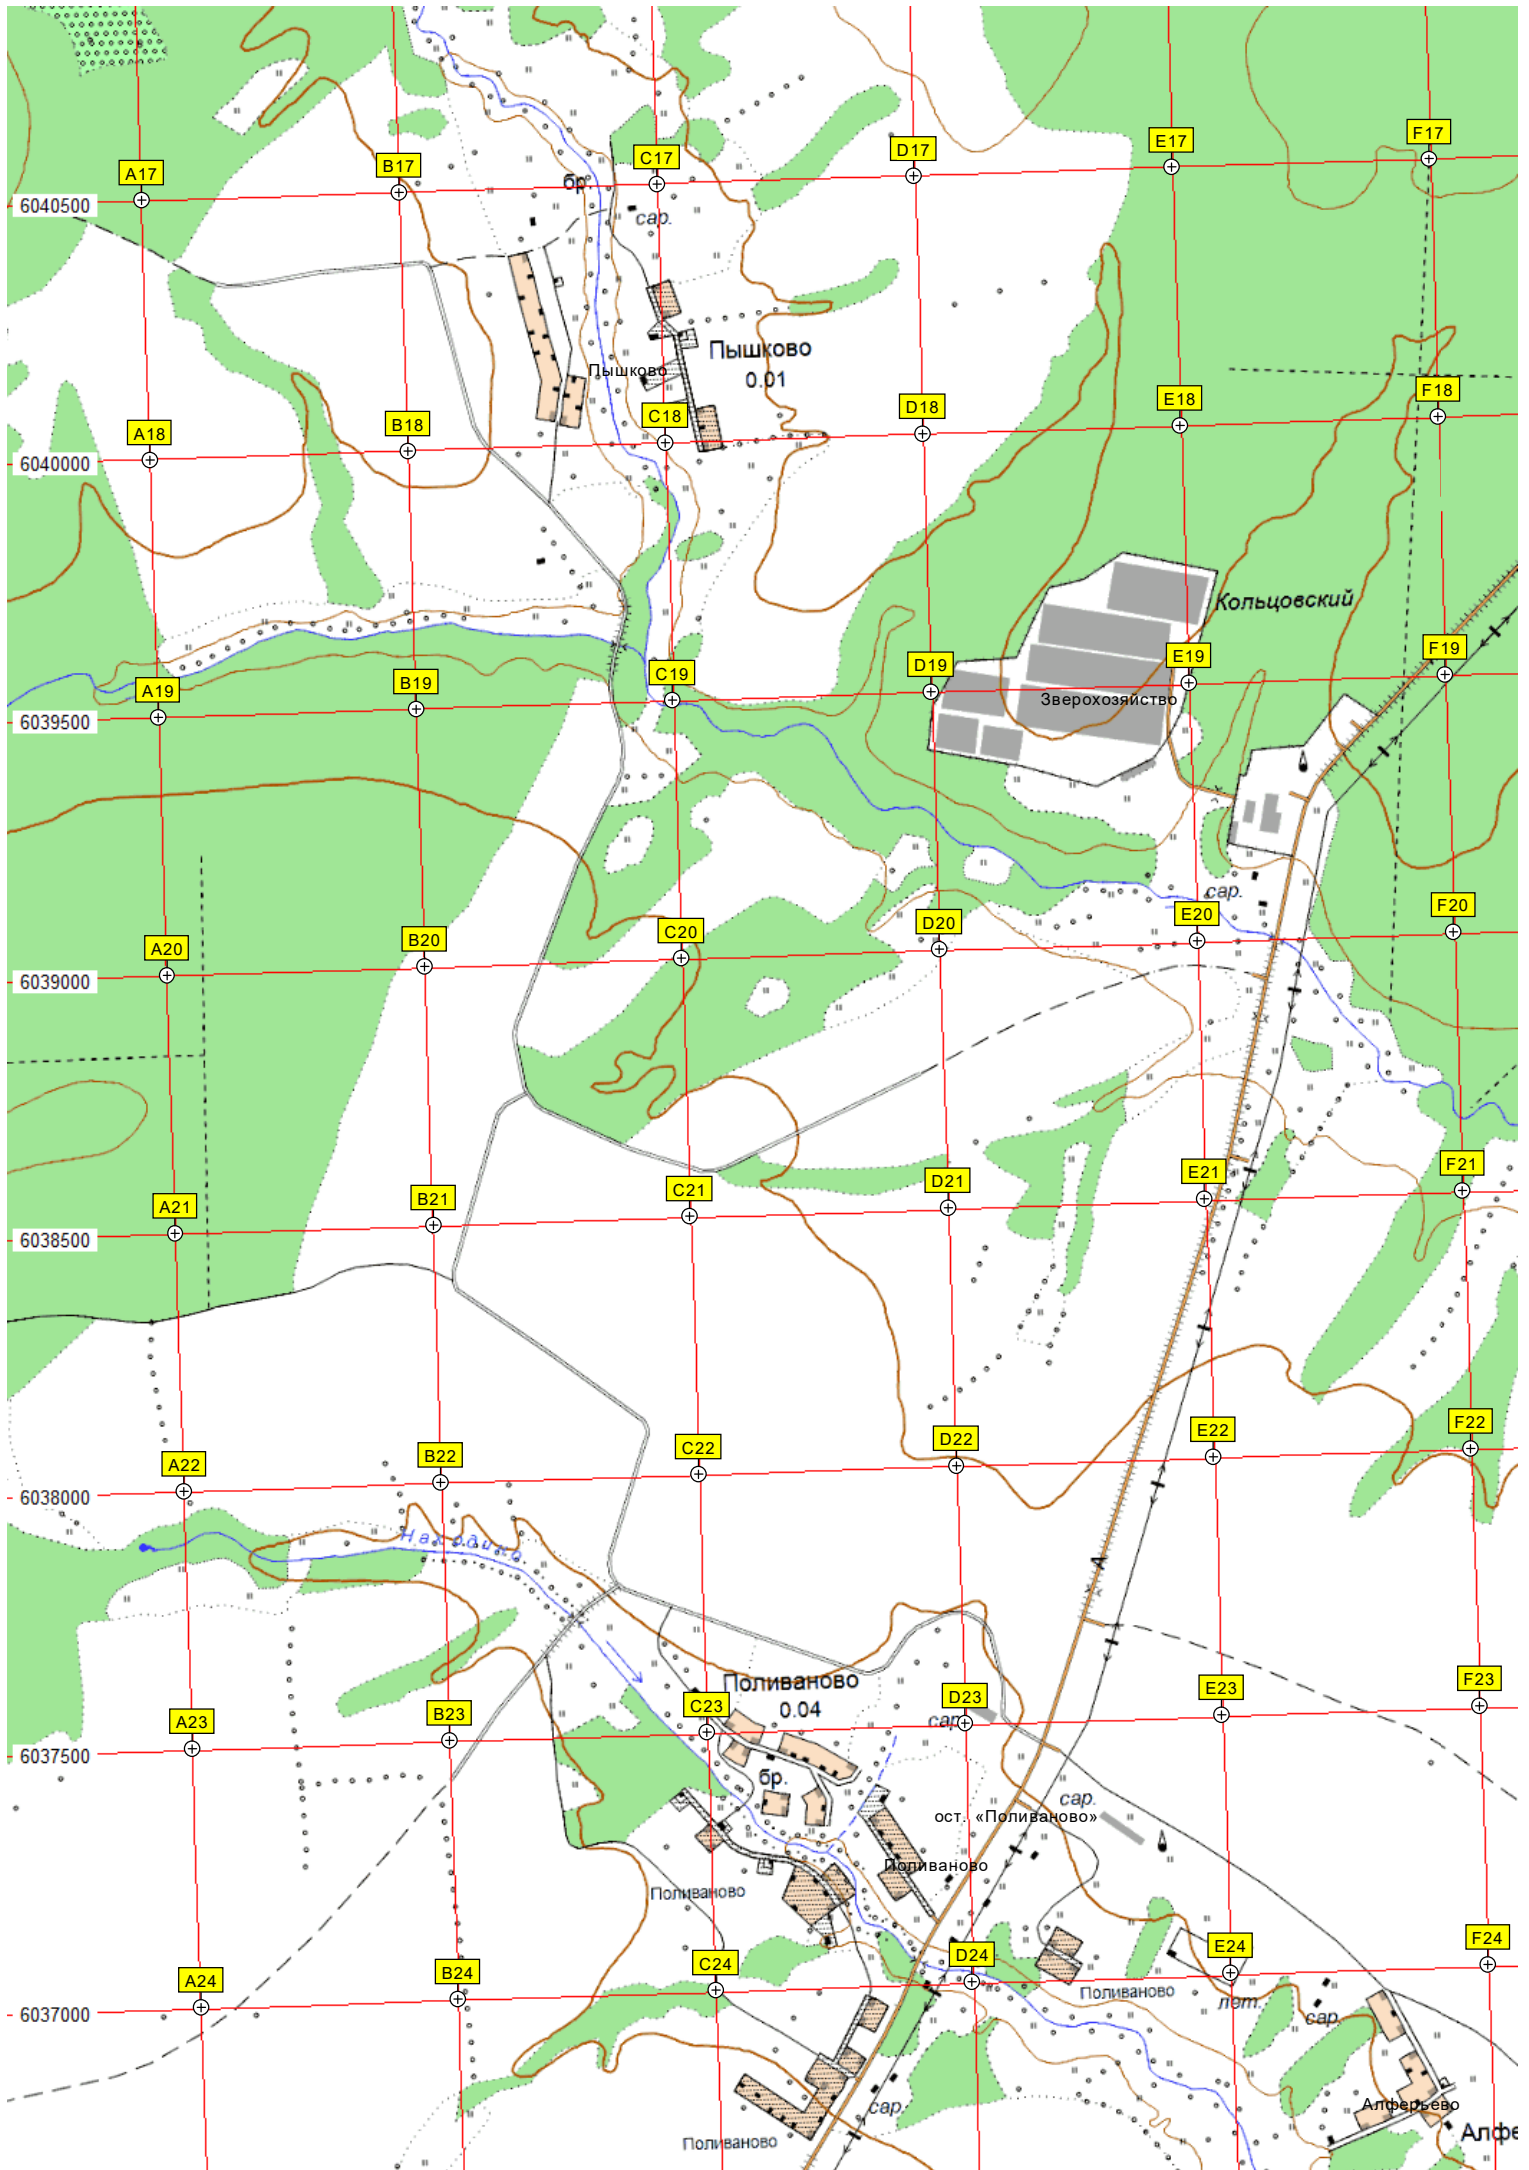 A17
B17
C17
D17
E17
F17
6040500
бр.
сар.
Пышково
0.01
Пышково
A18
B18
C18
D18
E18
F18
6040000
Кольцовский
A19
B19
C19
D19
E19
F19
Зверохозяйство
6039500
сар.
A20
B20
C20
D20
E20
F20
6039000
A21
B21
C21
D21
E21
F21
6038500
A22
B22
C22
D22
E22
F22
6038000
Находинка
А
Поливаново
0.04
A23
B23
C23
D23
E23
F23
сар.
6037500
бр.
сар.
ост. «Поливаново»
Поливаново
Поливаново
A24
B24
C24
D24
E24
F24
Поливаново
лет.
сар.
6037000
сар.
Алферьево
Алфе
Поливаново